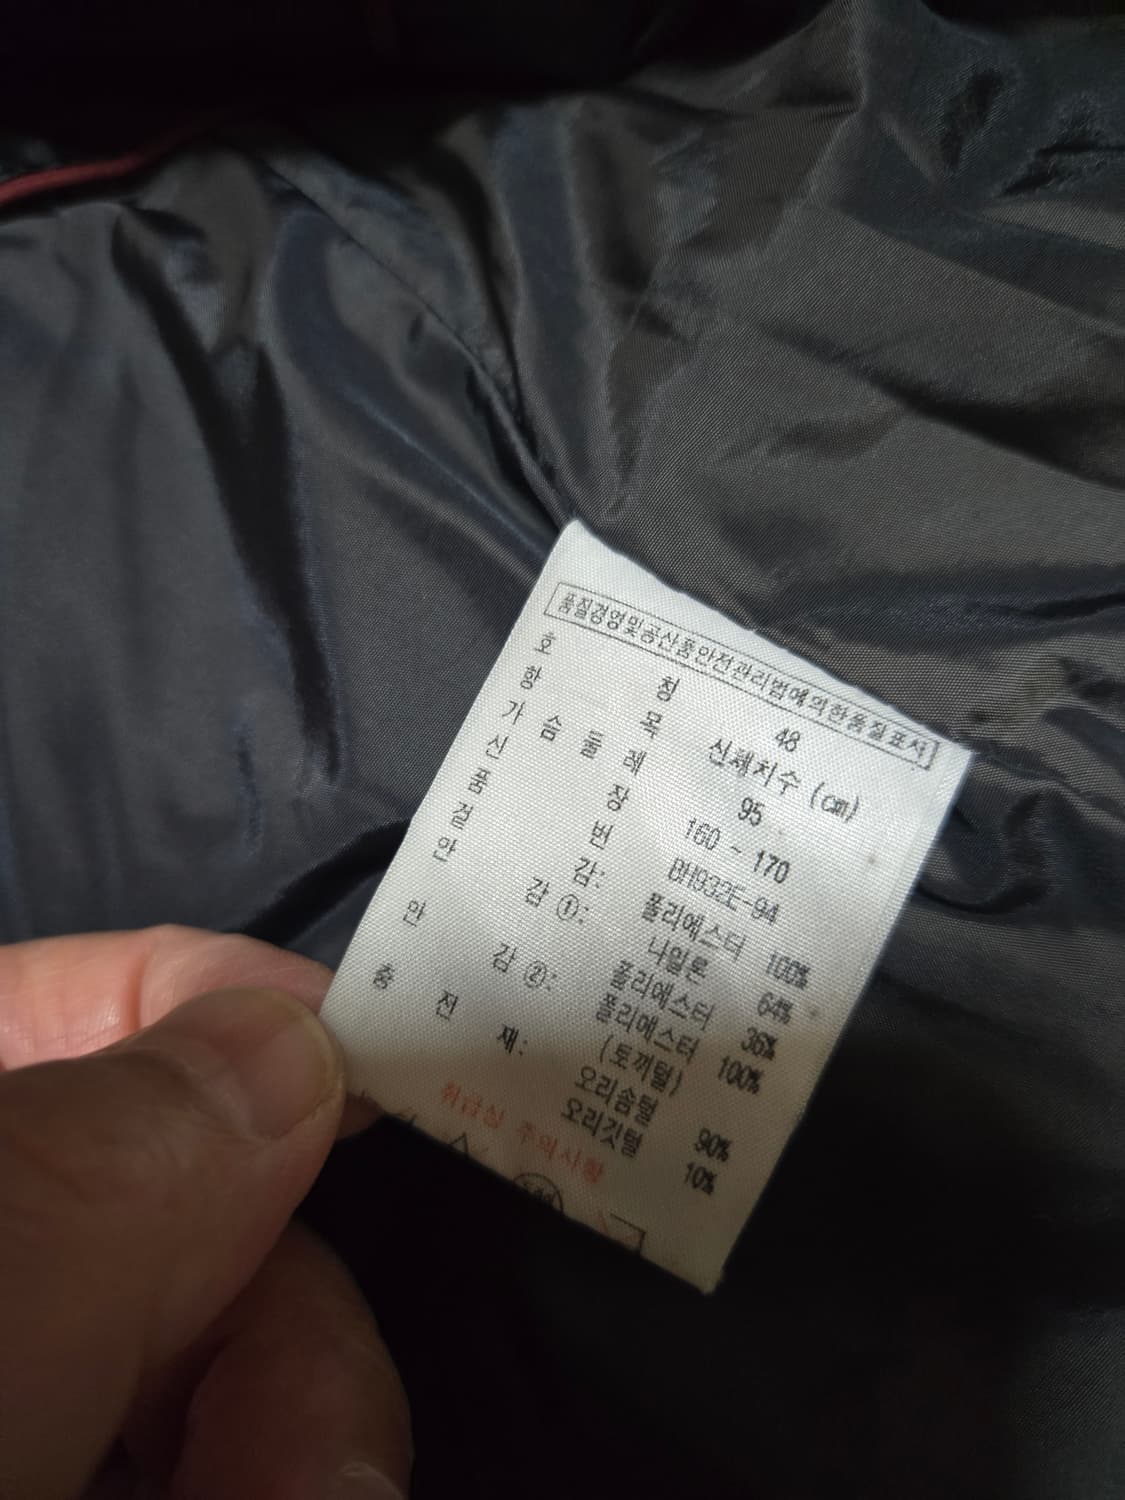 품질경영및공산품안전관리법에의한품질표시
호 칭 48
항 목 신체치수 (㎝)
가 슴 둘 레 95
신 장 160 ~ 170
품 번 BH932E-94
겉 감: 폴리에스터 100%
안 감 ①: 나일론 64%
폴리에스터 36%
안 감 ②: 폴리에스터 100%
(토끼털)
충 전 재: 오리솜털 90%
오리깃털 10%
취급상 주의사항